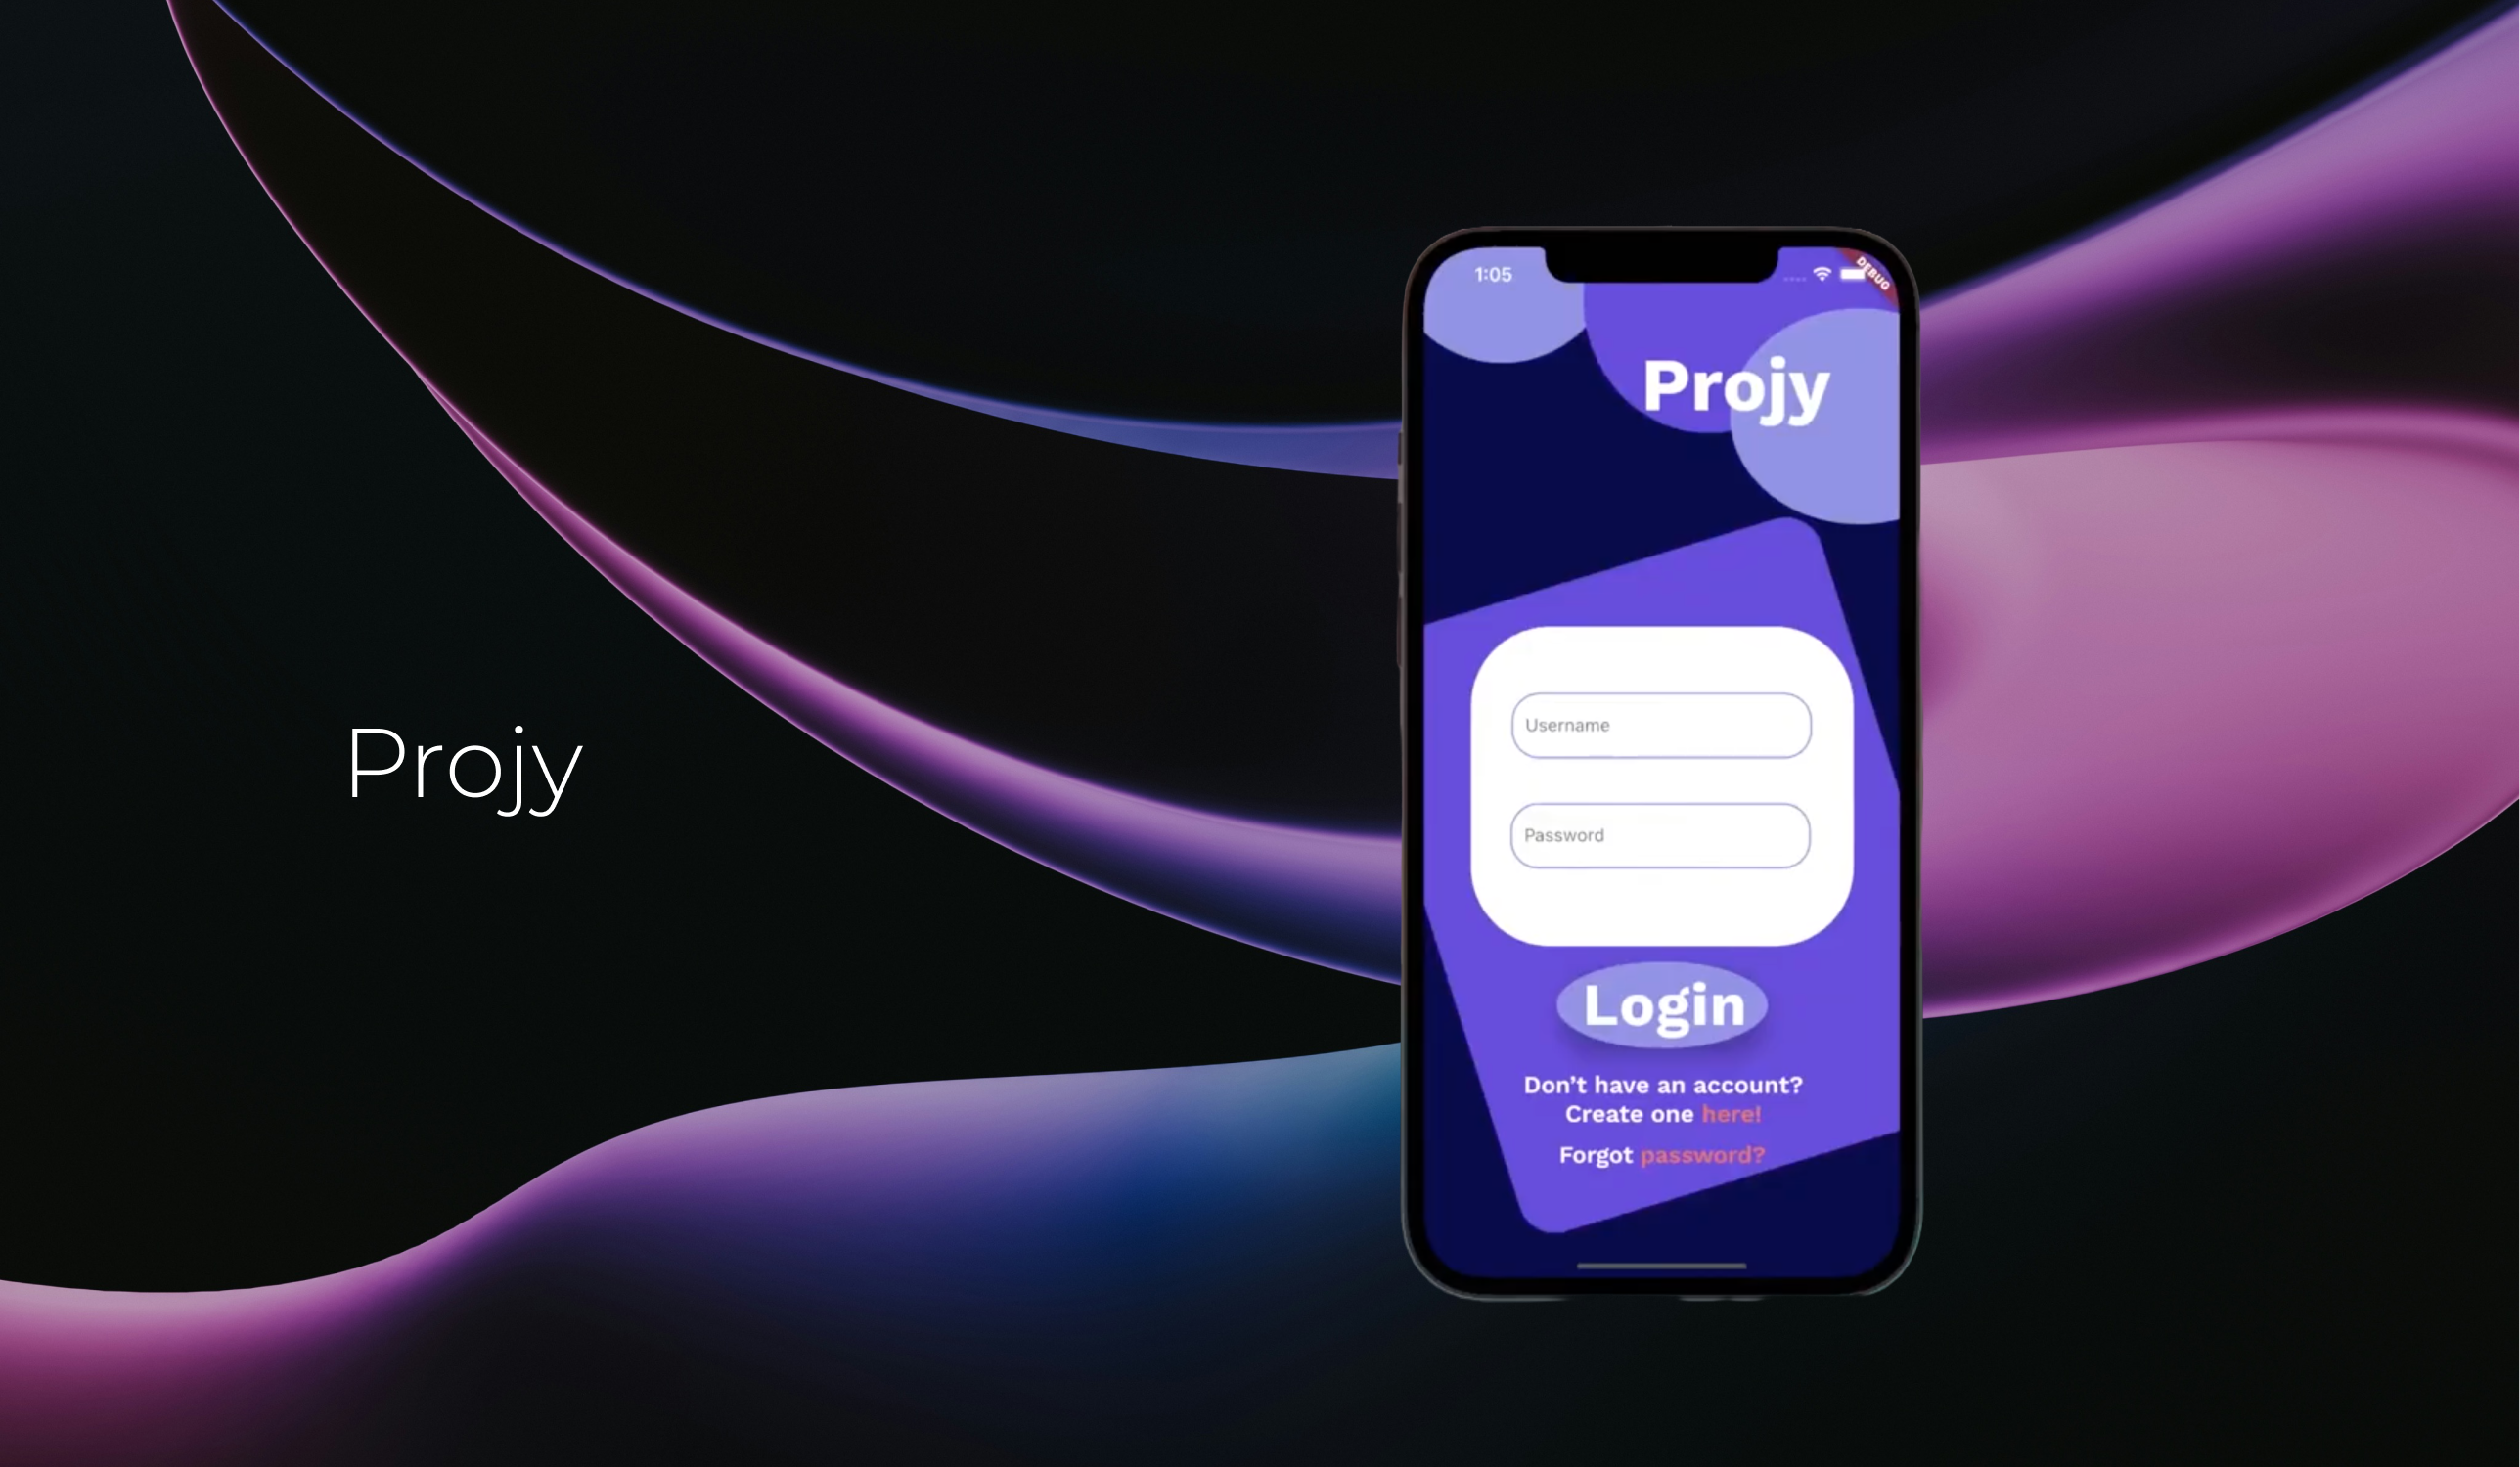 Projy
1:05
DEBUG
Projy
Username
Password
Login
Don’t have an account?
Create one here!
Forgot password?